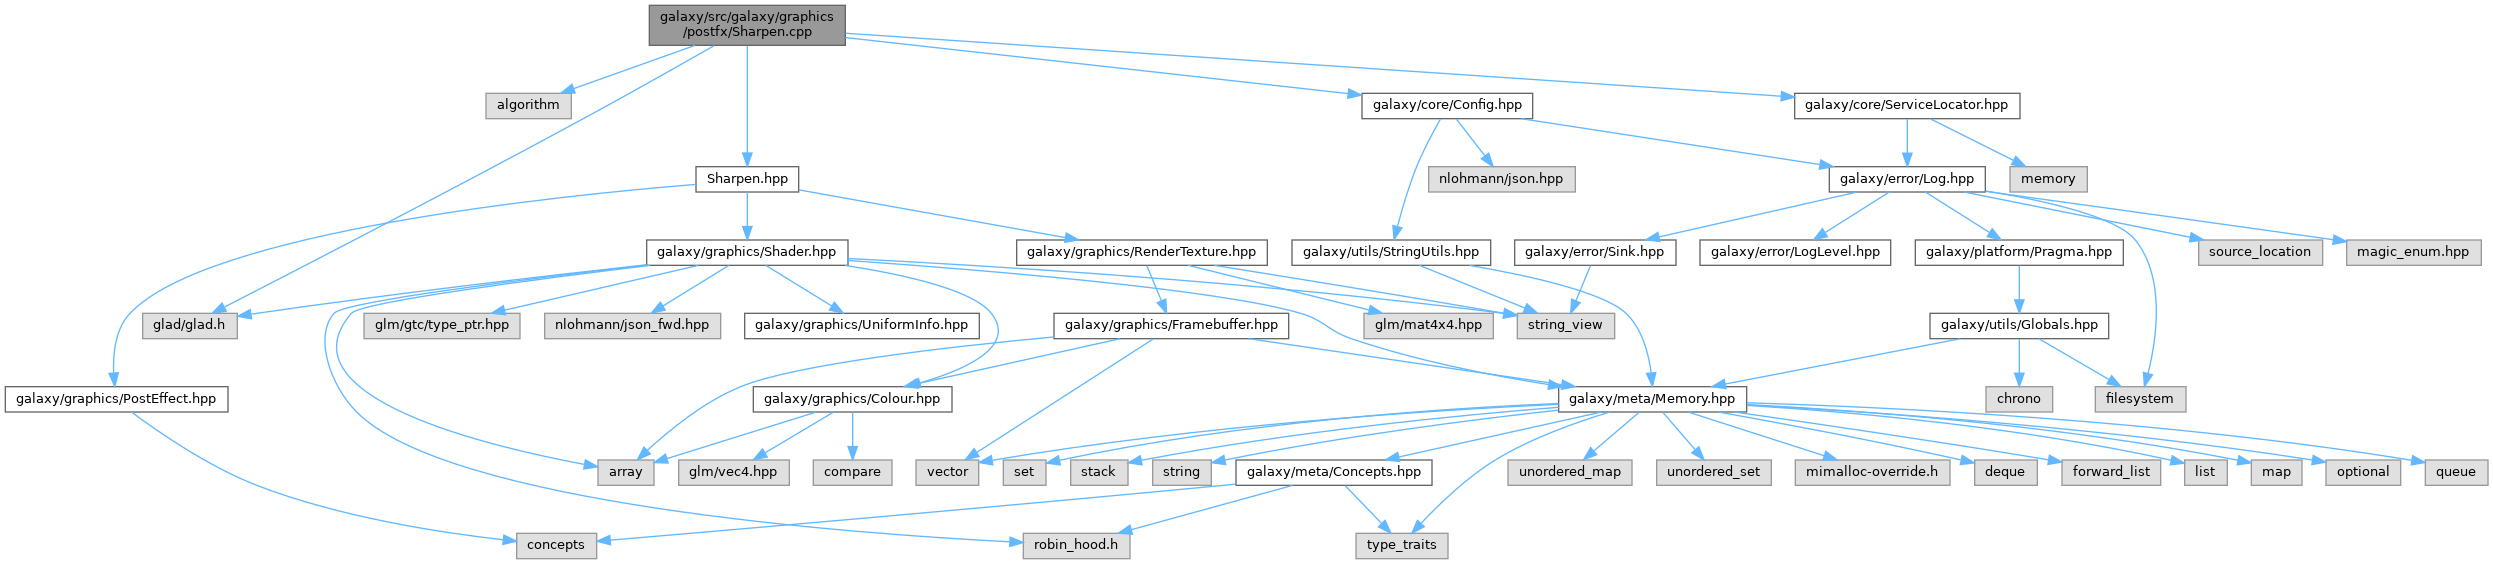 galaxy/src/galaxy/graphics
/postfx/Sharpen.cpp
algorithm
galaxy/core/Config.hpp
galaxy/core/ServiceLocator.hpp
Sharpen.hpp
nlohmann/json.hpp
galaxy/error/Log.hpp
memory
galaxy/graphics/Shader.hpp
galaxy/graphics/RenderTexture.hpp
galaxy/utils/StringUtils.hpp
galaxy/error/Sink.hpp
galaxy/error/LogLevel.hpp
galaxy/platform/Pragma.hpp
source_location
magic_enum.hpp
glad/glad.h
glm/gtc/type_ptr.hpp
nlohmann/json_fwd.hpp
galaxy/graphics/UniformInfo.hpp
galaxy/graphics/Framebuffer.hpp
glm/mat4x4.hpp
string_view
galaxy/utils/Globals.hpp
galaxy/graphics/PostEffect.hpp
galaxy/graphics/Colour.hpp
galaxy/meta/Memory.hpp
chrono
filesystem
array
glm/vec4.hpp
compare
vector
set
stack
string
galaxy/meta/Concepts.hpp
unordered_map
unordered_set
mimalloc-override.h
deque
forward_list
list
map
optional
queue
concepts
robin_hood.h
type_traits